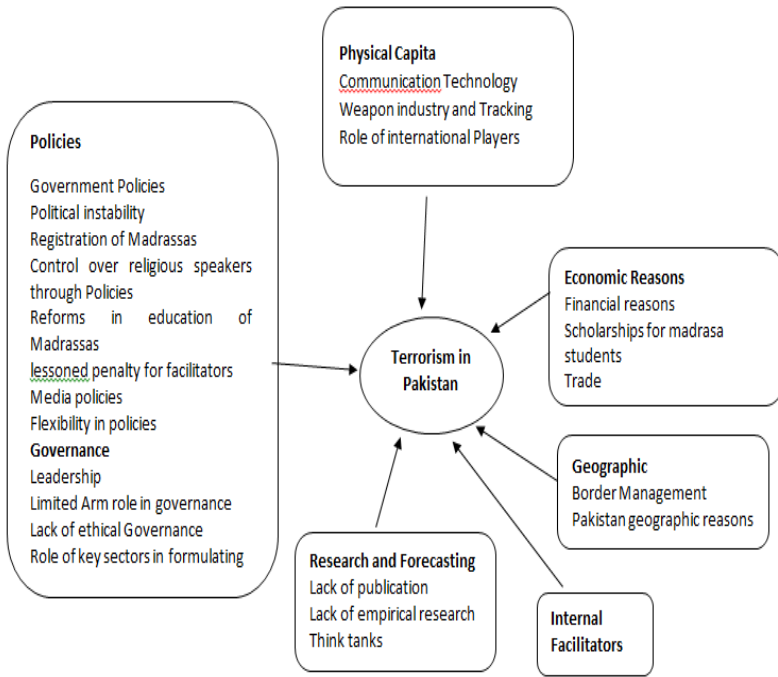 Physical Capita
Communication Technology
Weapon industry and Tracking
Role of international Players
Policies
Government Policies
Political instability
Registration of Madrassas
Control over religious speakers
through Policies
Reforms in education of
Madrassas
lessoned penalty for facilitators
Media policies
Flexibility in policies
Governance
Leadership
Limited Arm role in governance
Lack of ethical Governance
Role of key sectors in formulating
Economic Reasons
Financial reasons
Scholarships for madrasa
students
Trade
Terrorism in
Pakistan
Geographic
Border Management
Pakistan geographic reasons
Research and Forecasting
Lack of publication
Lack of empirical research
Think tanks
Internal
Facilitators